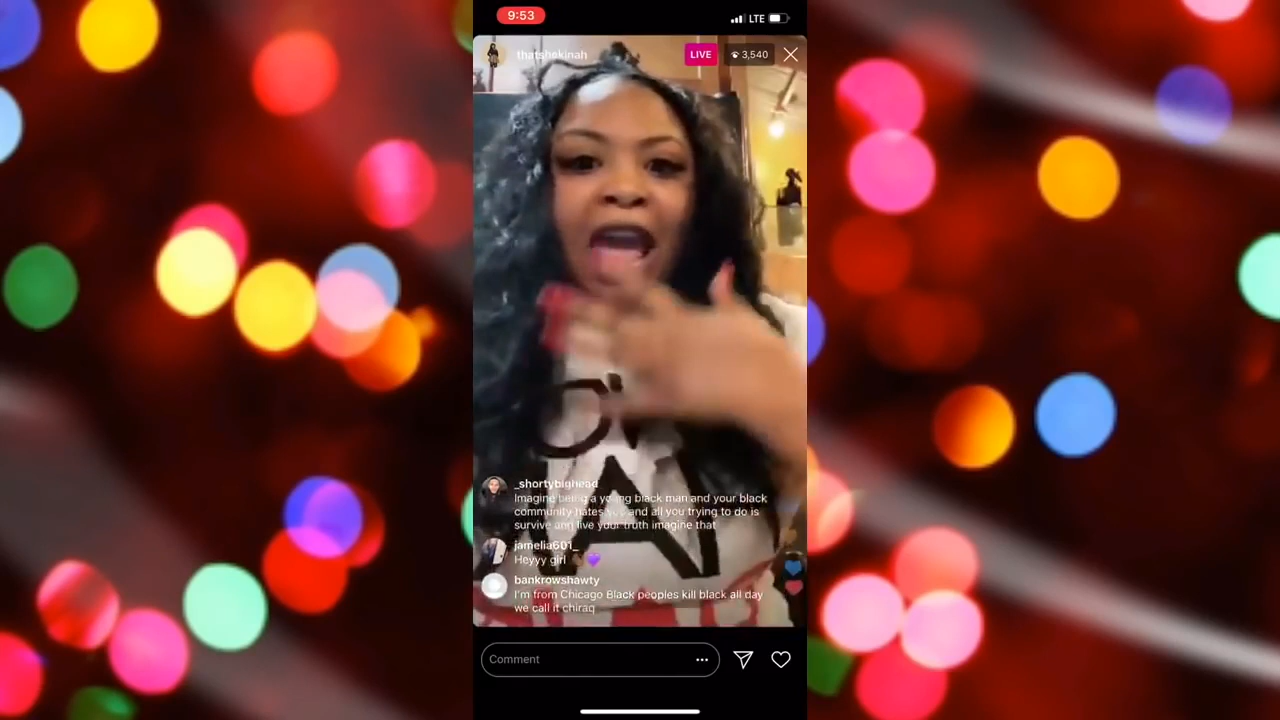 9:53
LTE
thatshekinah
LIVE
3,540
_shortybighead
Imagine being a young black man and your black
community hates you and all you trying to do is
survive and live your truth imagine that
jamelia601_
Heyyy girl
bankrowshawty
I'm from Chicago Black peoples kill black all day
we call it chiraq
Comment